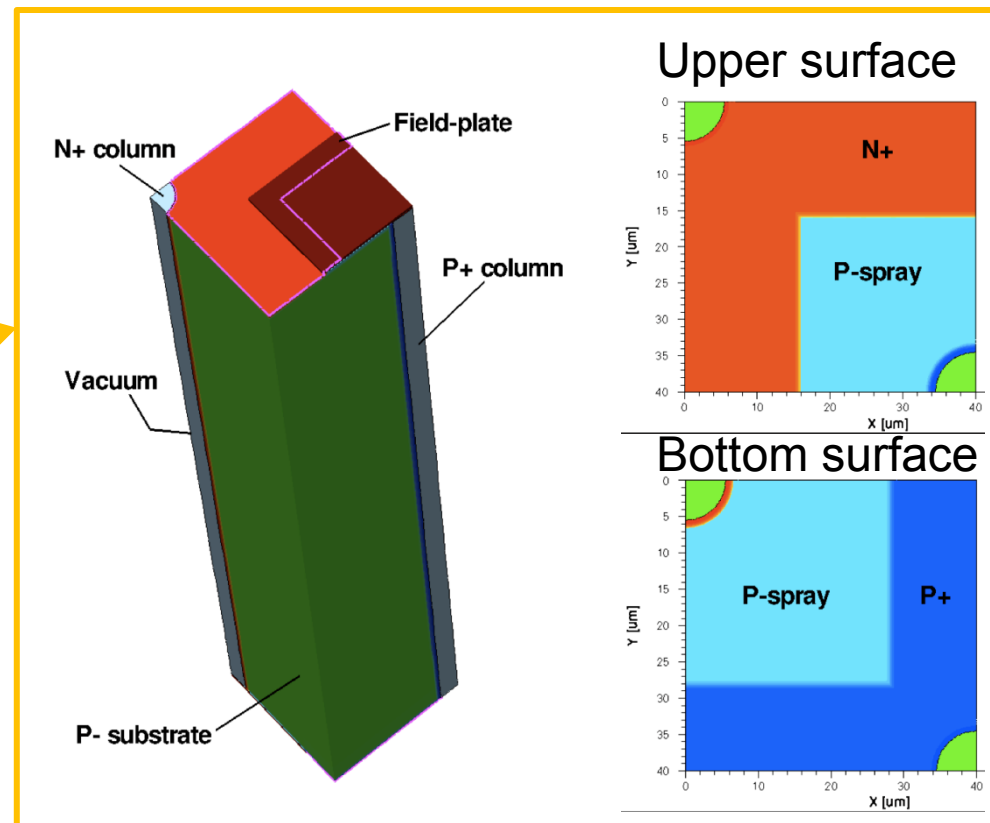 Upper surface
Field-plate
N+ column
P+ column
Vacuum
P- substrate
0
5
10
15
20
25
30
35
40
Y [um]
N+
P-spray
0
10
20
30
40
X [um]
Bottom surface
0
5
10
15
20
25
30
35
40
Y [um]
P-spray
P+
0
10
20
30
40
X [um]